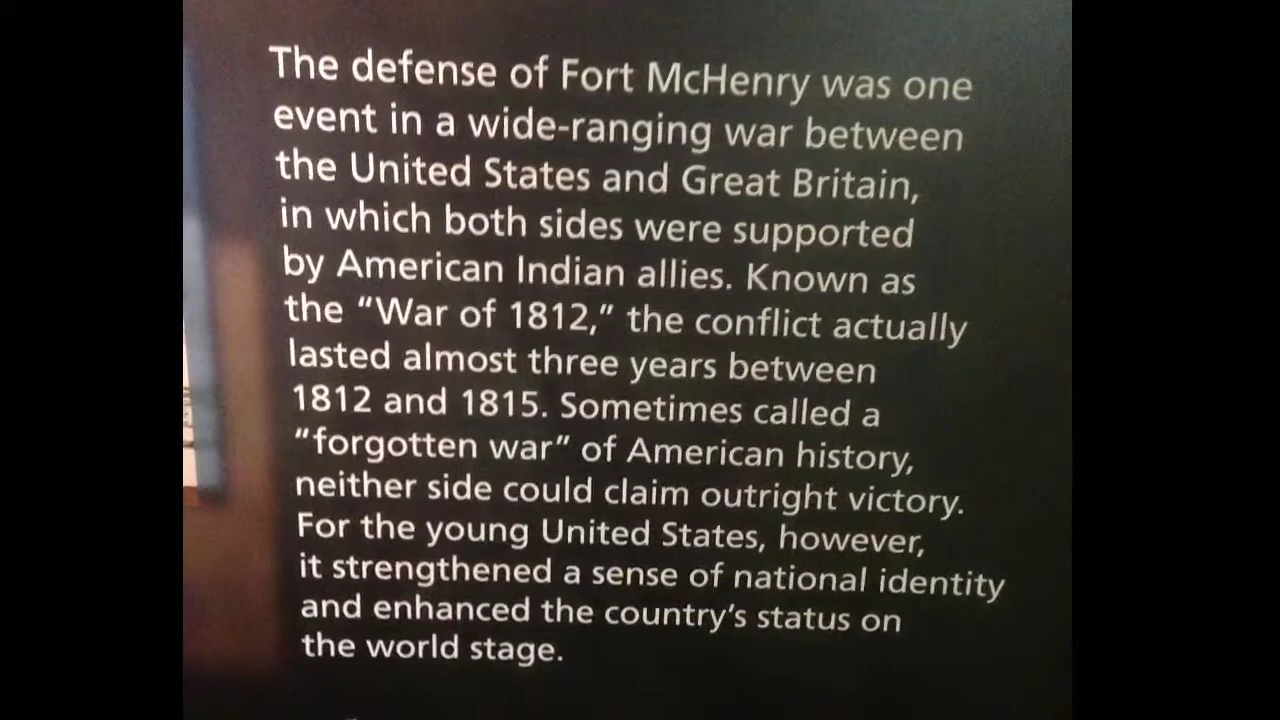 The defense of Fort McHenry was one
event in a wide-ranging war between
the United States and Great Britain,
in which both sides were supported
by American Indian allies. Known as
the “War of 1812,” the conflict actually
lasted almost three years between
1812 and 1815. Sometimes called a
“forgotten war” of American history,
neither side could claim outright victory.
For the young United States, however,
it strengthened a sense of national identity
and enhanced the country’s status on
the world stage.